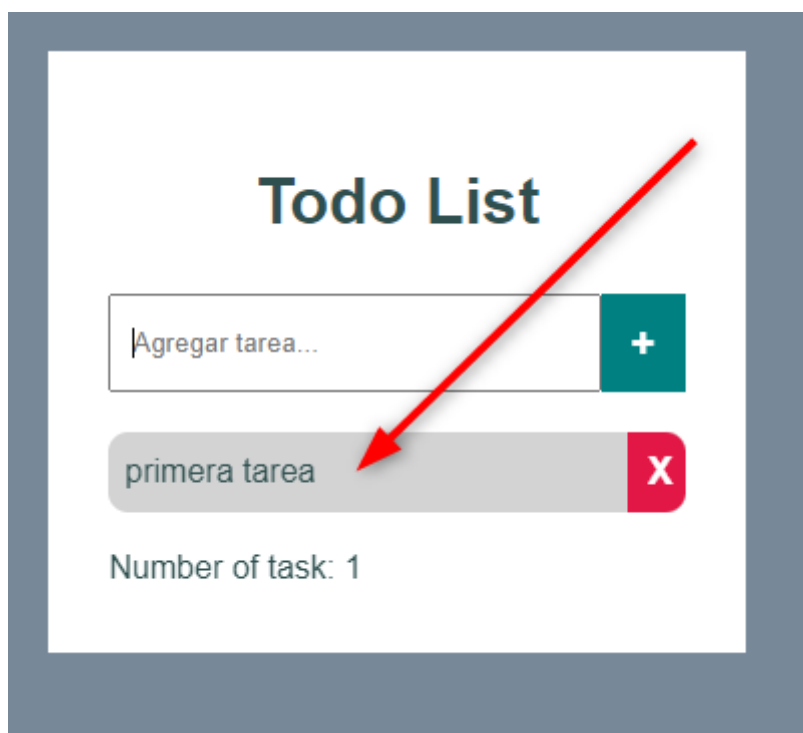 Todo List
Agregar tarea... +
primera tarea X
Number of task: 1